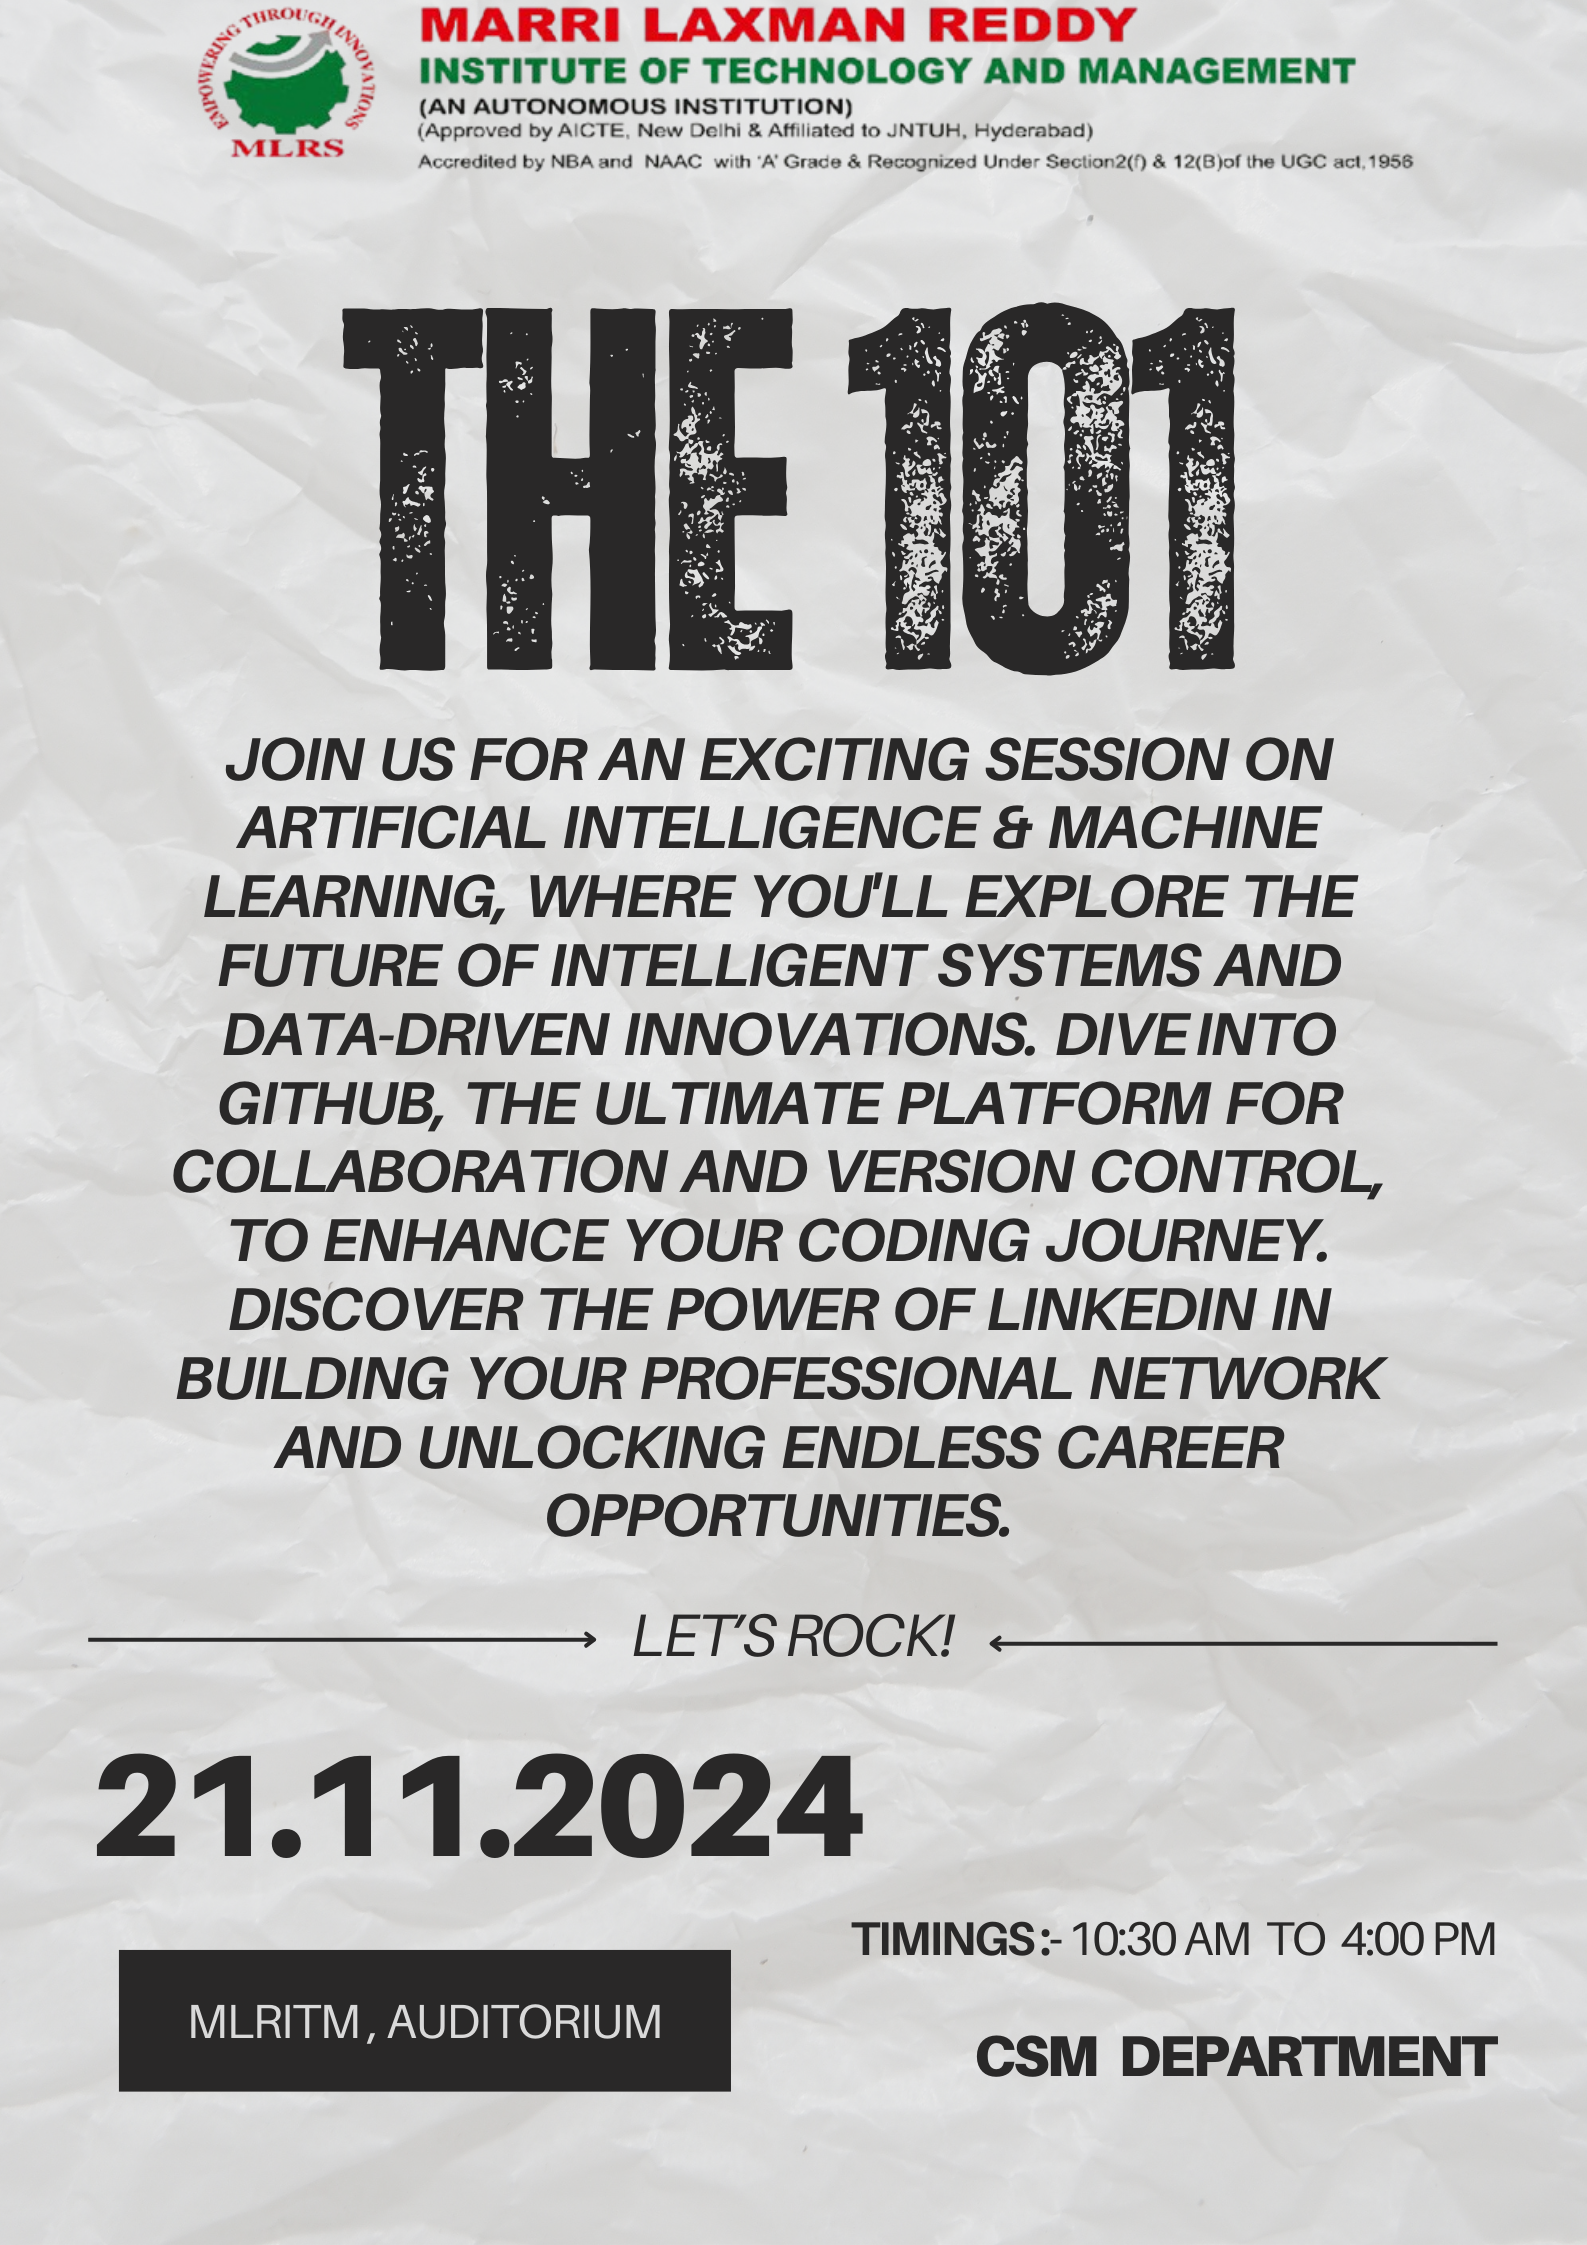 EMPOWERING THROUGH INNOVATIONS
MLRS
MARRI LAXMAN REDDY
INSTITUTE OF TECHNOLOGY AND MANAGEMENT
(AN AUTONOMOUS INSTITUTION)
(Approved by AICTE, New Delhi & Affiliated to JNTUH, Hyderabad)
Accredited by NBA and NAAC with 'A' Grade & Recognized Under Section2(f) & 12(B)of the UGC act,1956
THE 101
JOIN US FOR AN EXCITING SESSION ON
ARTIFICIAL INTELLIGENCE & MACHINE
LEARNING, WHERE YOU'LL EXPLORE THE
FUTURE OF INTELLIGENT SYSTEMS AND
DATA-DRIVEN INNOVATIONS. DIVE INTO
GITHUB, THE ULTIMATE PLATFORM FOR
COLLABORATION AND VERSION CONTROL,
TO ENHANCE YOUR CODING JOURNEY.
DISCOVER THE POWER OF LINKEDIN IN
BUILDING YOUR PROFESSIONAL NETWORK
AND UNLOCKING ENDLESS CAREER
OPPORTUNITIES.
LET'S ROCK!
21.11.2024
TIMINGS :- 10:30 AM TO 4:00 PM
MLRITM , AUDITORIUM
CSM DEPARTMENT